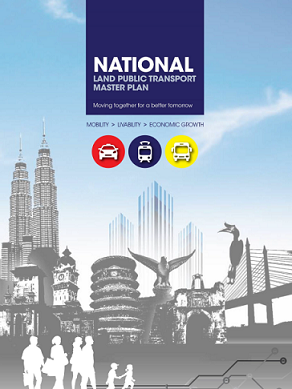 NATIONAL
LAND PUBLIC TRANSPORT
MASTER PLAN
Moving together for a better tomorrow
MOBILITY > LIVABILITY > ECONOMIC GROWTH